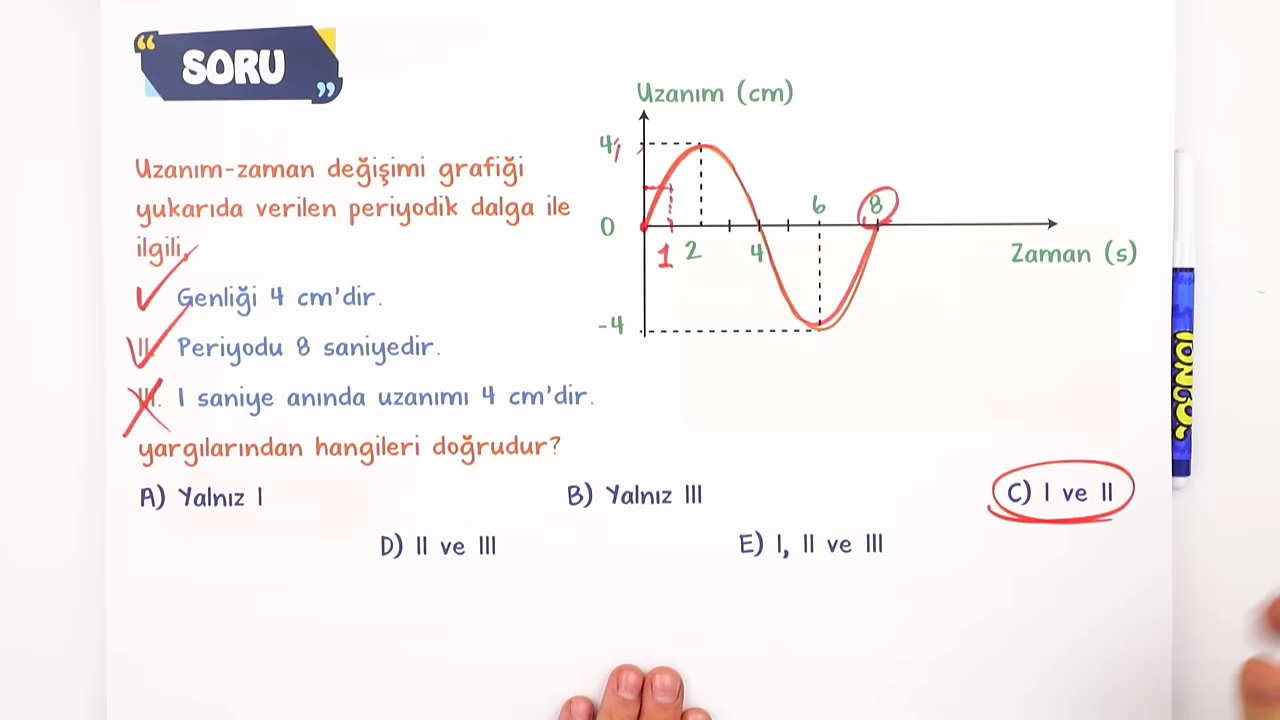 “ SORU ”
Uzanım (cm)
4
Uzanım-zaman değişimi grafiği
yukarıda verilen periyodik dalga ile
ilgili,
6 8
0
1 2 4
Zaman (s)
-4
Genliği 4 cm'dir.
II. Periyodu 8 saniyedir.
III. 1 saniye anında uzanımı 4 cm'dir.
yargılarından hangileri doğrudur?
A) Yalnız I
B) Yalnız III
C) I ve II
D) II ve III
E) I, II ve III
TONGUÇ